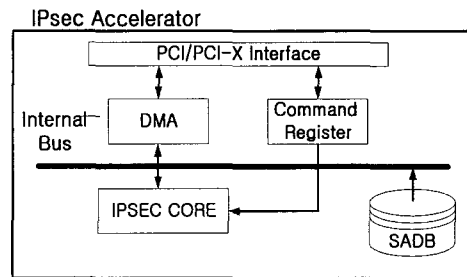 IPsec Accelerator
PCI/PCI-X Interface
DMA
Command
Register
Internal
Bus
IPSEC CORE
SADB